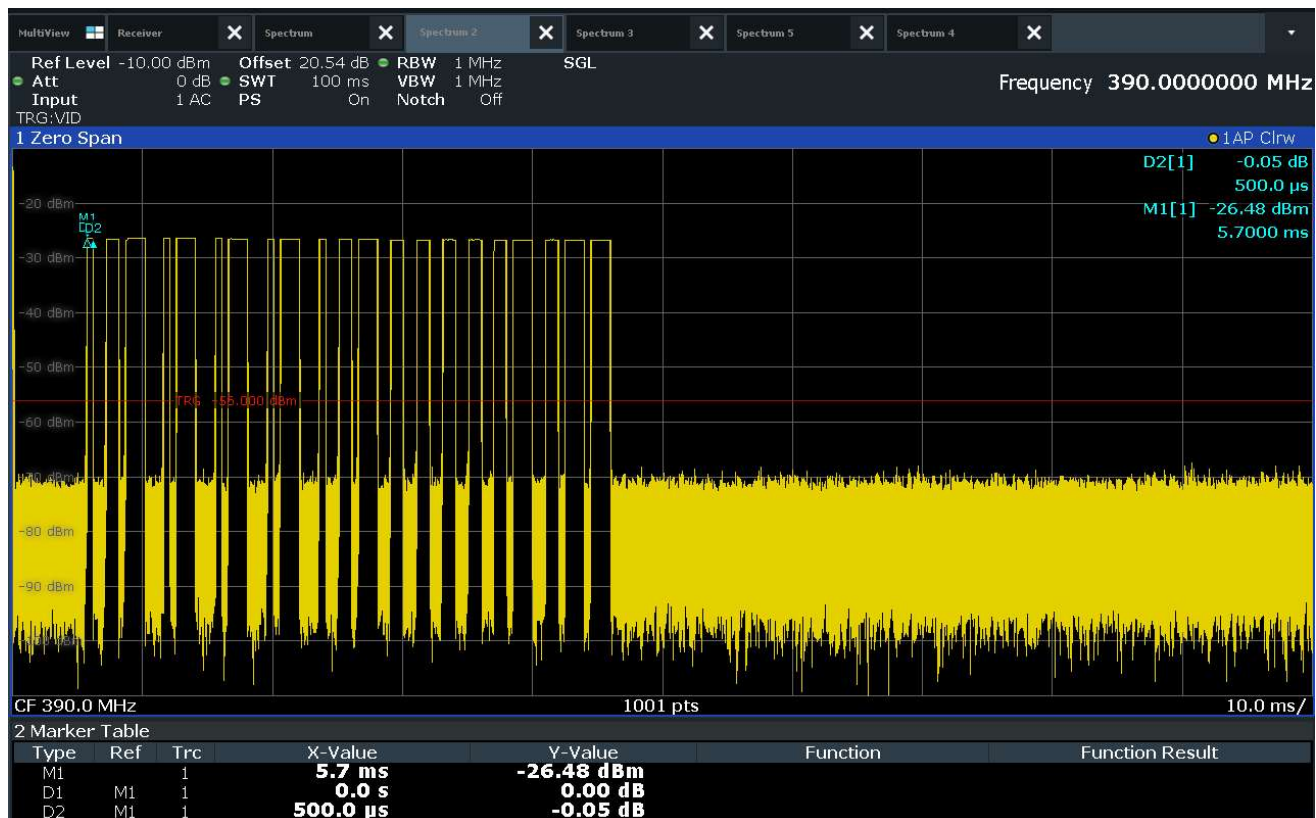 MultiView Receiver Spectrum Spectrum 2 Spectrum 3 Spectrum 5 Spectrum 4
Ref Level -10.00 dBm Offset 20.54 dB RBW 1 MHz SGL
Att 0 dB SWT 100 ms VBW 1 MHz
Frequency 390.0000000 MHz
Input 1 AC PS On Notch Off
TRG:VID
1 Zero Span 1AP Clrw
D2[1] -0.05 dB
500.0 µs
M1[1] -26.48 dBm
5.7000 ms
-20 dBm
M1
D2
-30 dBm
-40 dBm
-50 dBm
TRG -55.000 dBm
-60 dBm
-80 dBm
-90 dBm
CF 390.0 MHz 1001 pts 10.0 ms/
2 Marker Table
Type Ref Trc X-Value Y-Value Function Function Result
M1 1 5.7 ms -26.48 dBm
D1 M1 1 0.0 s 0.00 dB
D2 M1 1 500.0 µs -0.05 dB